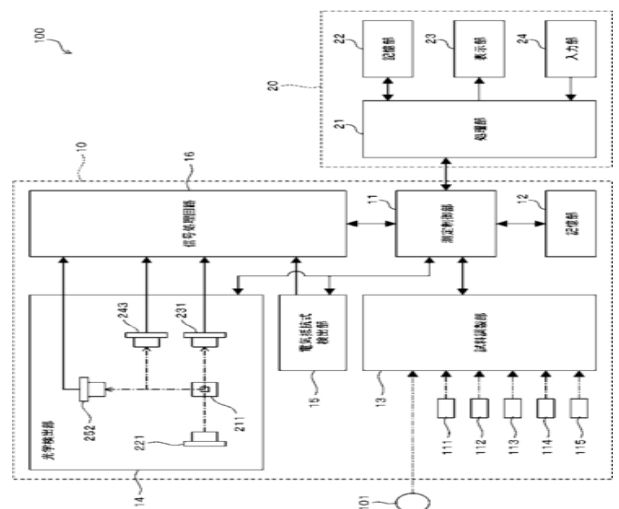 100
10
光学検出部
252
14
221
243
16
信号処理回路
231
211
20
電気抵抗式
検出部
15
22
23
24
21
記憶部
表示部
入力部
101
13
11
処理部
111
112
113
114
115
試料調製部
測定制御部
12
記憶部